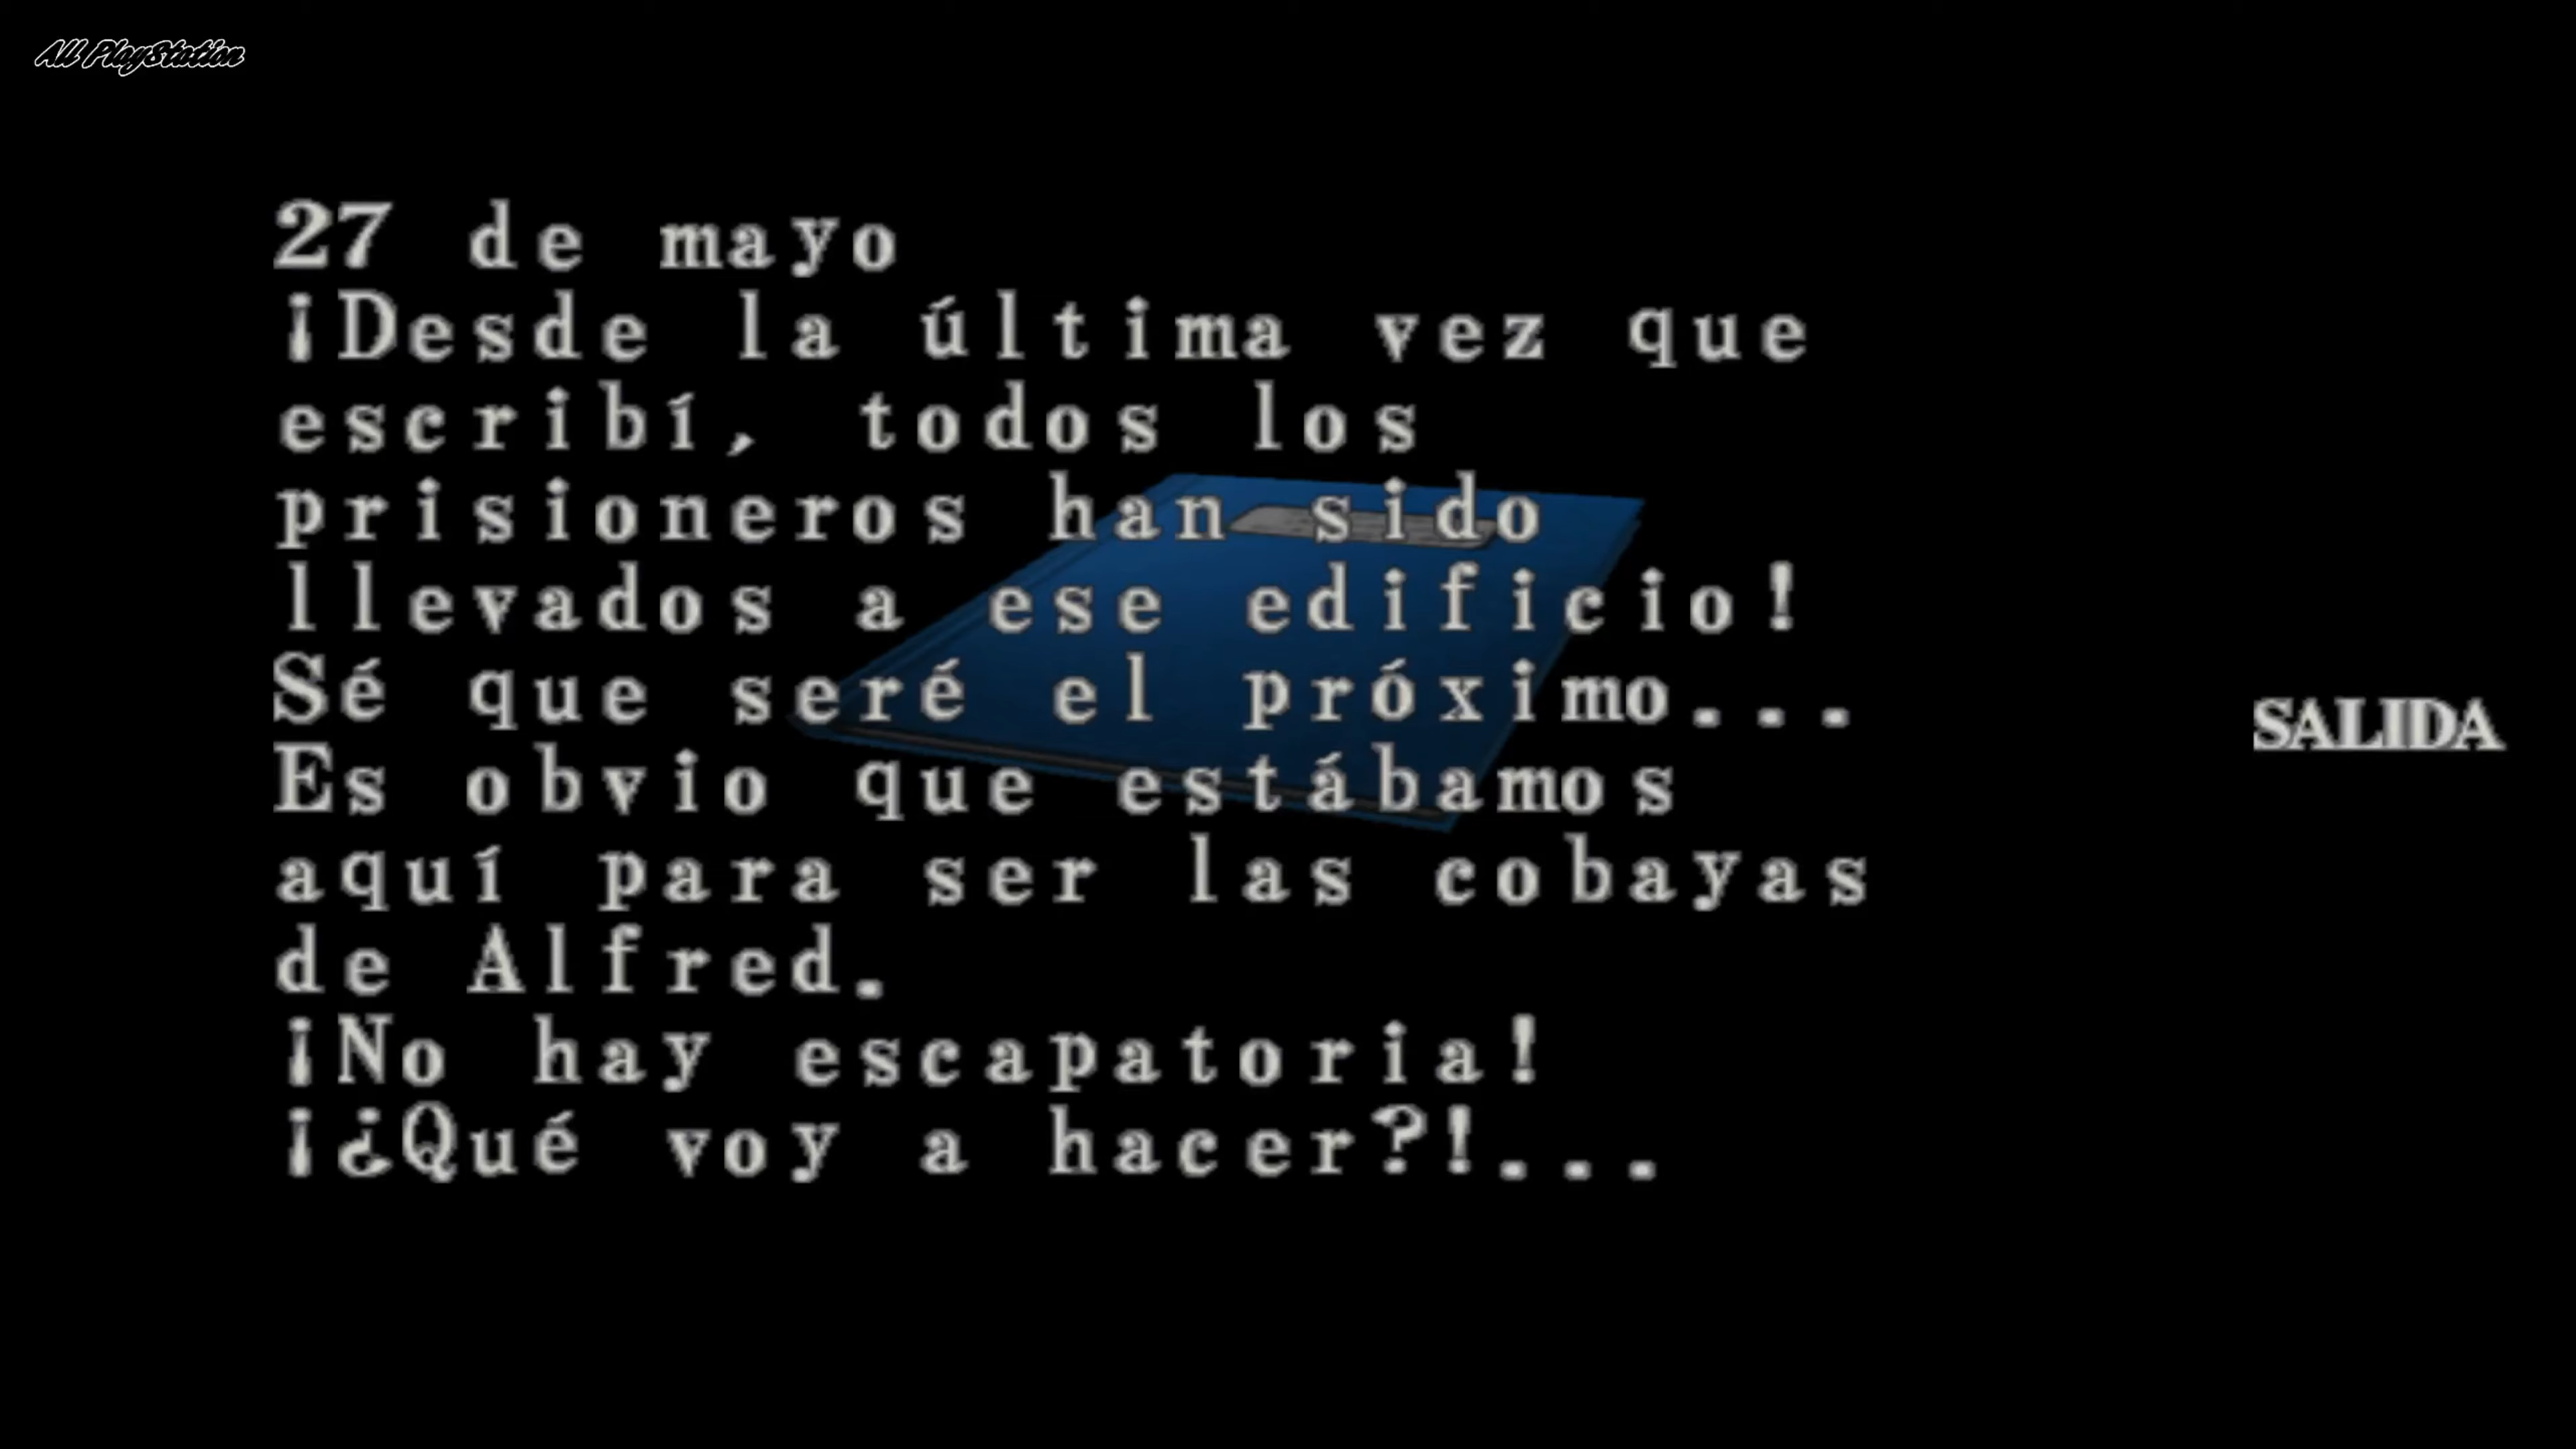 All PlayStation
27 de mayo
¡Desde la última vez que
escribí, todos los
prisioneros han sido
llevados a ese edificio!
Sé que seré el próximo...
Es obvio que estábamos
aquí para ser las cobayas
de Alfred.
¡No hay escapatoria!
¡¿Qué voy a hacer?!...
SALIDA